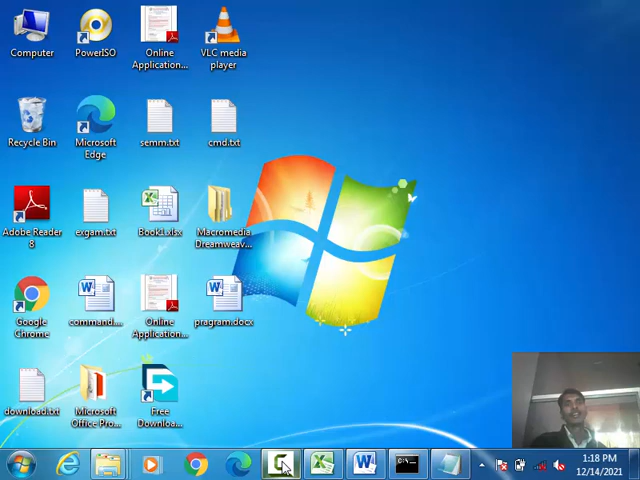 Computer
PowerISO
Online
Application...
VLC media
player
Recycle Bin
Microsoft
Edge
semm.txt
cmd.txt
Adobe Reader
8
exgam.txt
Book1.xlsx
Macromedia
Dreamweav...
Google
Chrome
command....
Online
Application...
pragram.docx
download.txt
Microsoft
Office Pro...
Free
Downloa...
C:\.
1:18 PM
12/14/2021